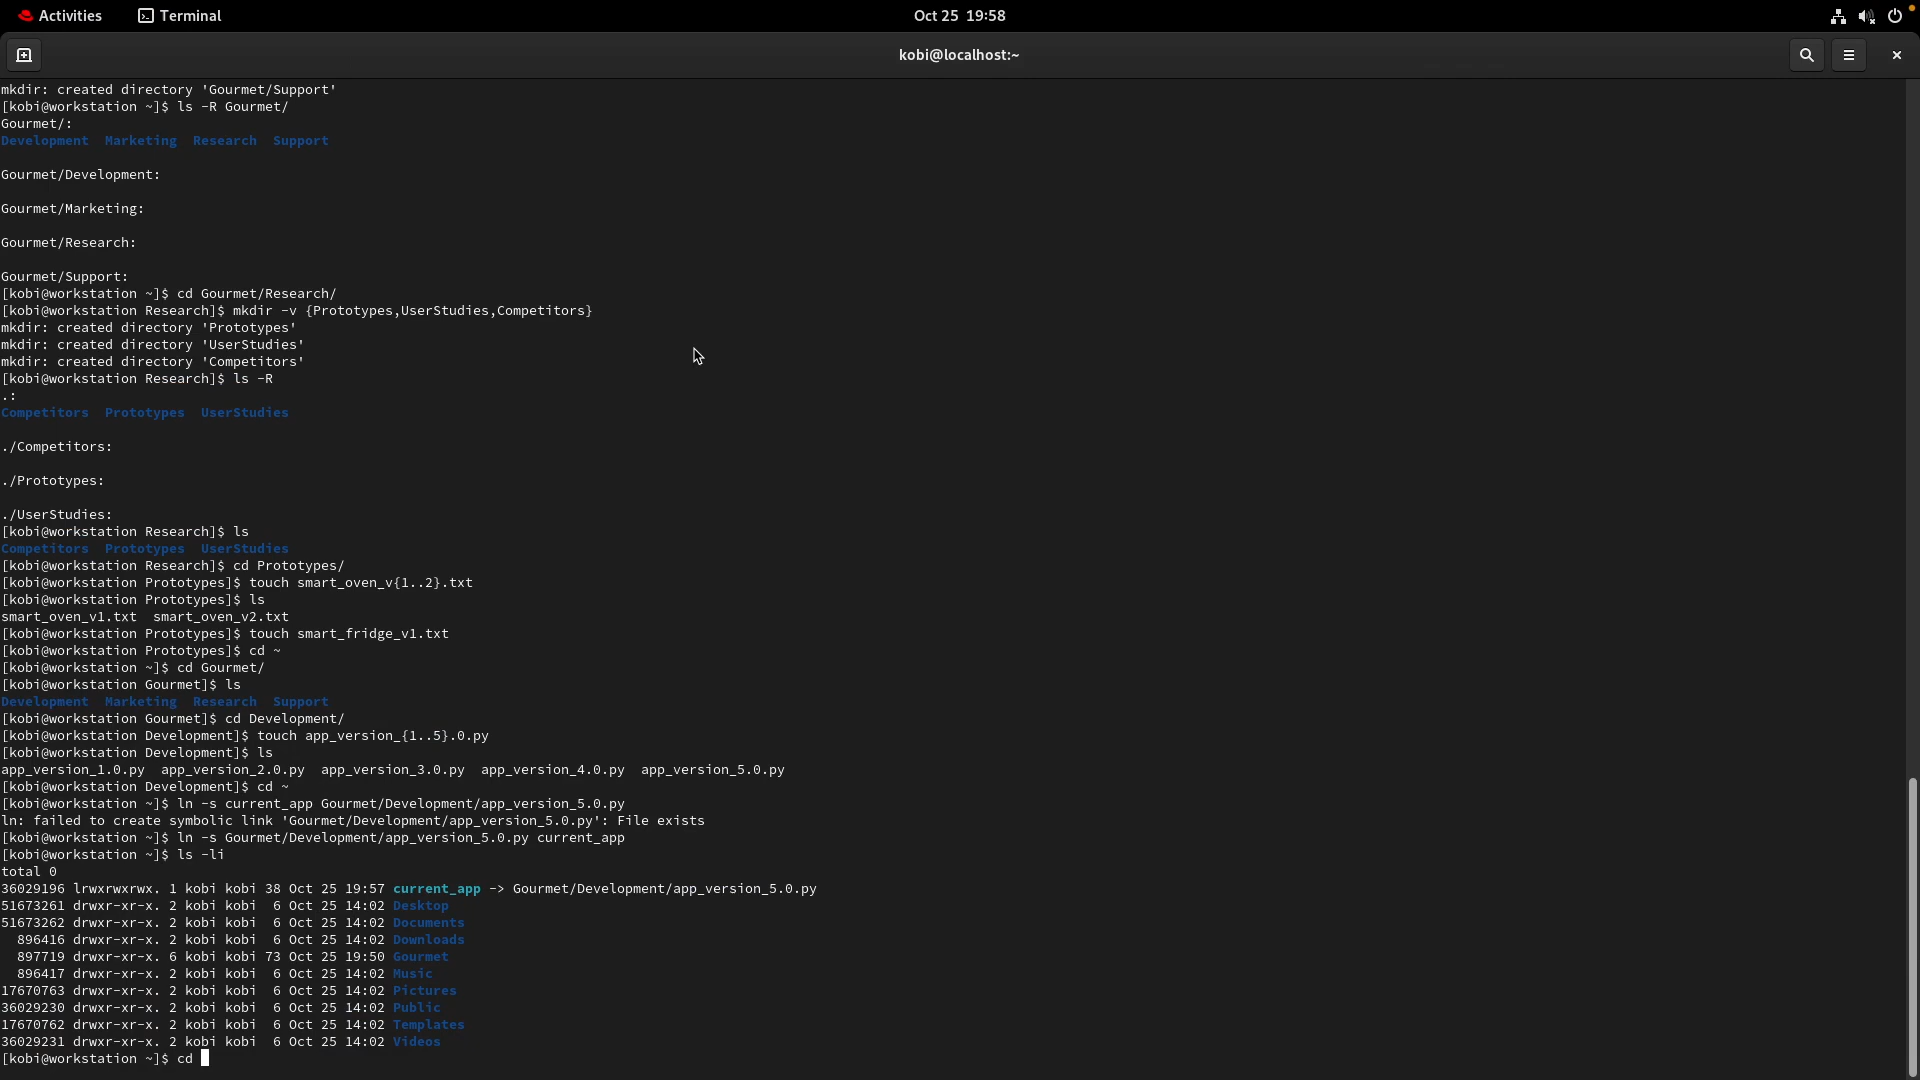 Activities Terminal Oct 25 19:58
kobi@localhost:~
mkdir: created directory 'Gourmet/Support'
[kobi@workstation ~]$ ls -R Gourmet/
Gourmet/:
Development  Marketing  Research  Support

Gourmet/Development:

Gourmet/Marketing:

Gourmet/Research:

Gourmet/Support:
[kobi@workstation ~]$ cd Gourmet/Research/
[kobi@workstation Research]$ mkdir -v {Prototypes,UserStudies,Competitors}
mkdir: created directory 'Prototypes'
mkdir: created directory 'UserStudies'
mkdir: created directory 'Competitors'
[kobi@workstation Research]$ ls -R
.:
Competitors  Prototypes  UserStudies

./Competitors:

./Prototypes:

./UserStudies:
[kobi@workstation Research]$ ls
Competitors  Prototypes  UserStudies
[kobi@workstation Research]$ cd Prototypes/
[kobi@workstation Prototypes]$ touch smart_oven_v{1..2}.txt
[kobi@workstation Prototypes]$ ls
smart_oven_v1.txt  smart_oven_v2.txt
[kobi@workstation Prototypes]$ touch smart_fridge_v1.txt
[kobi@workstation Prototypes]$ cd ~
[kobi@workstation ~]$ cd Gourmet/
[kobi@workstation Gourmet]$ ls
Development  Marketing  Research  Support
[kobi@workstation Gourmet]$ cd Development/
[kobi@workstation Development]$ touch app_version_{1..5}.0.py
[kobi@workstation Development]$ ls
app_version_1.0.py  app_version_2.0.py  app_version_3.0.py  app_version_4.0.py  app_version_5.0.py
[kobi@workstation Development]$ cd ~
[kobi@workstation ~]$ ln -s current_app Gourmet/Development/app_version_5.0.py
ln: failed to create symbolic link 'Gourmet/Development/app_version_5.0.py': File exists
[kobi@workstation ~]$ ln -s Gourmet/Development/app_version_5.0.py current_app
[kobi@workstation ~]$ ls -li
total 0
36029196 lrwxrwxrwx. 1 kobi kobi 38 Oct 25 19:57 current_app -> Gourmet/Development/app_version_5.0.py
51673261 drwxr-xr-x. 2 kobi kobi  6 Oct 25 14:02 Desktop
51673262 drwxr-xr-x. 2 kobi kobi  6 Oct 25 14:02 Documents
  896416 drwxr-xr-x. 2 kobi kobi  6 Oct 25 14:02 Downloads
  897719 drwxr-xr-x. 6 kobi kobi 73 Oct 25 19:50 Gourmet
  896417 drwxr-xr-x. 2 kobi kobi  6 Oct 25 14:02 Music
17670763 drwxr-xr-x. 2 kobi kobi  6 Oct 25 14:02 Pictures
36029230 drwxr-xr-x. 2 kobi kobi  6 Oct 25 14:02 Public
17670762 drwxr-xr-x. 2 kobi kobi  6 Oct 25 14:02 Templates
36029231 drwxr-xr-x. 2 kobi kobi  6 Oct 25 14:02 Videos
[kobi@workstation ~]$ cd